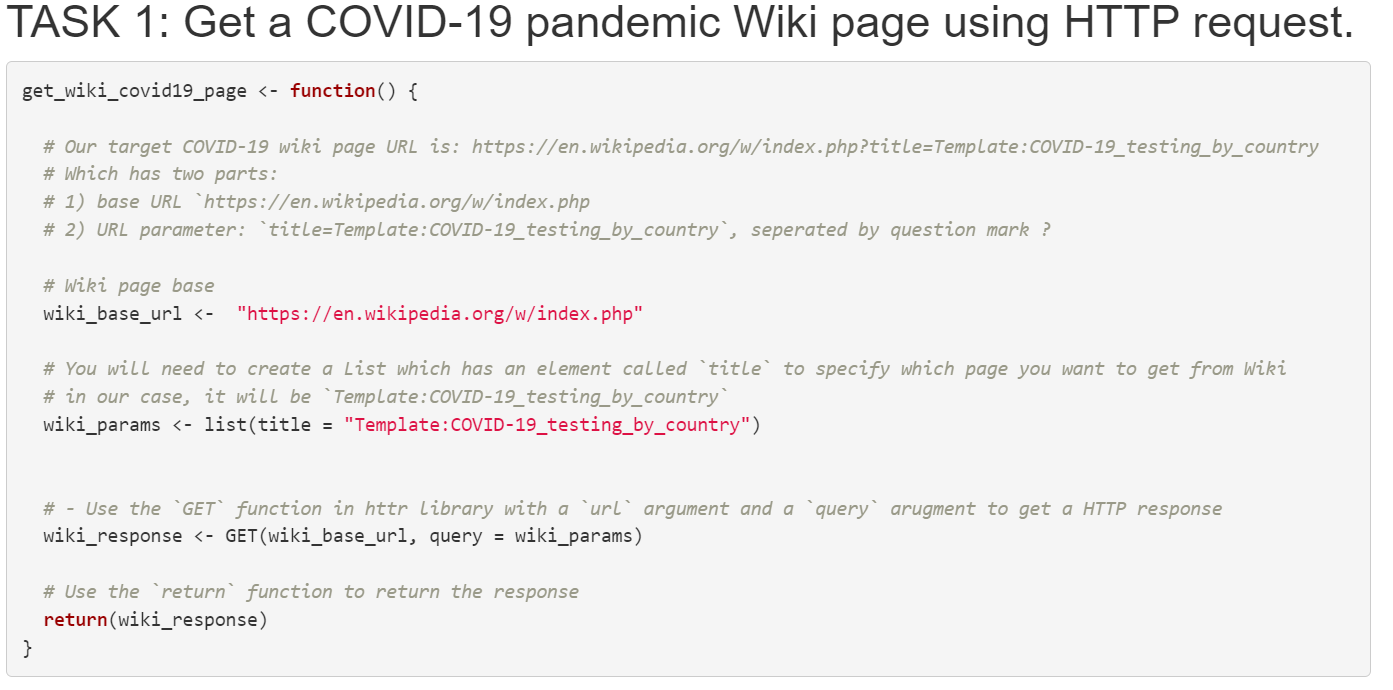 TASK 1: Get a COVID-19 pandemic Wiki page using HTTP request.
get_wiki_covid19_page <- function() {
# Our target COVID-19 wiki page URL is: https://en.wikipedia.org/w/index.php?title=Template:COVID-19_testing_by_country
# Which has two parts:
# 1) base URL `https://en.wikipedia.org/w/index.php
# 2) URL parameter: `title=Template:COVID-19_testing_by_country`, seperated by question mark ?
# Wiki page base
wiki_base_url <-  "https://en.wikipedia.org/w/index.php"
# You will need to create a List which has an element called `title` to specify which page you want to get from Wiki
# in our case, it will be `Template:COVID-19_testing_by_country`
wiki_params <- list(title = "Template:COVID-19_testing_by_country")
# - Use the `GET` function in httr library with a `url` argument and a `query` arugment to get a HTTP response
wiki_response <- GET(wiki_base_url, query = wiki_params)
# Use the `return` function to return the response
return(wiki_response)
}